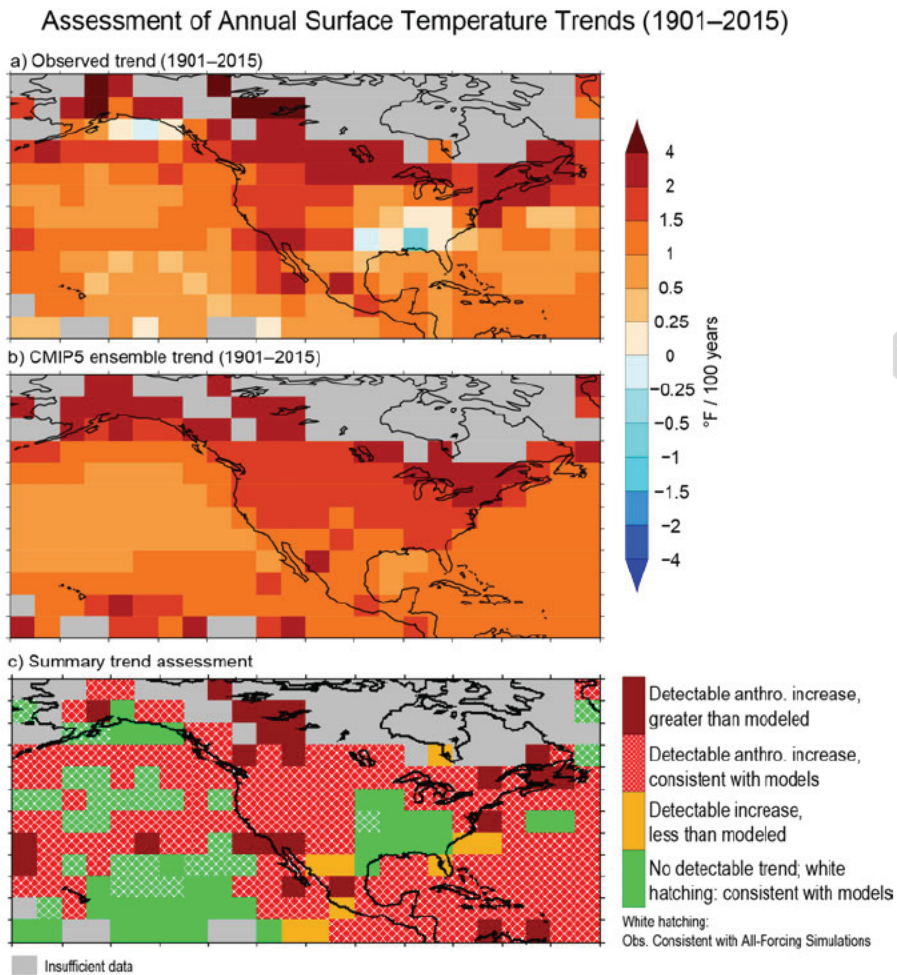 Assessment of Annual Surface Temperature Trends (1901–2015)
a) Observed trend (1901–2015)
4
2
1.5
1
0.5
0.25
0
−0.25
−0.5
−1
−1.5
−2
−4
°F / 100 years
b) CMIP5 ensemble trend (1901–2015)
c) Summary trend assessment
Detectable anthro. increase,
greater than modeled
Detectable anthro. increase,
consistent with models
Detectable increase,
less than modeled
No detectable trend; white
hatching: consistent with models
White hatching:
Obs. Consistent with All-Forcing Simulations
Insufficient data